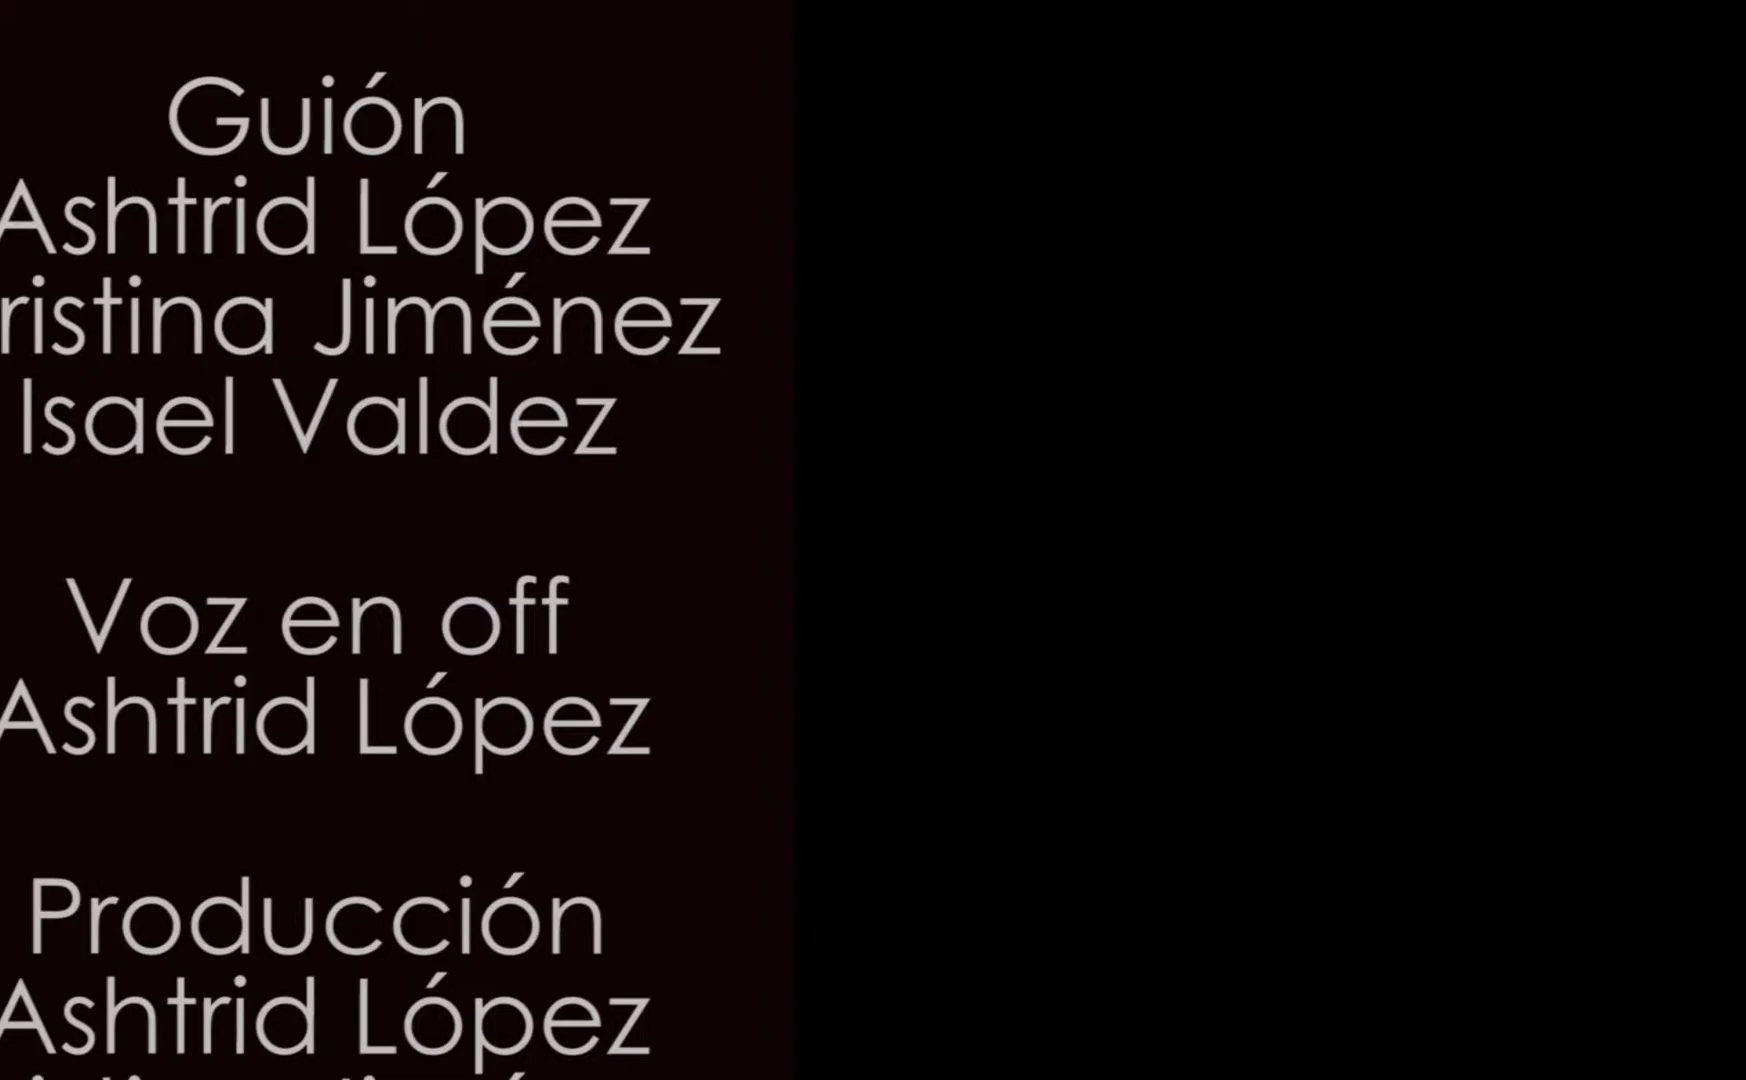 Guión
Ashtrid López
ristina Jiménez
Isael Valdez
Voz en off
Ashtrid López
Producción
Ashtrid López